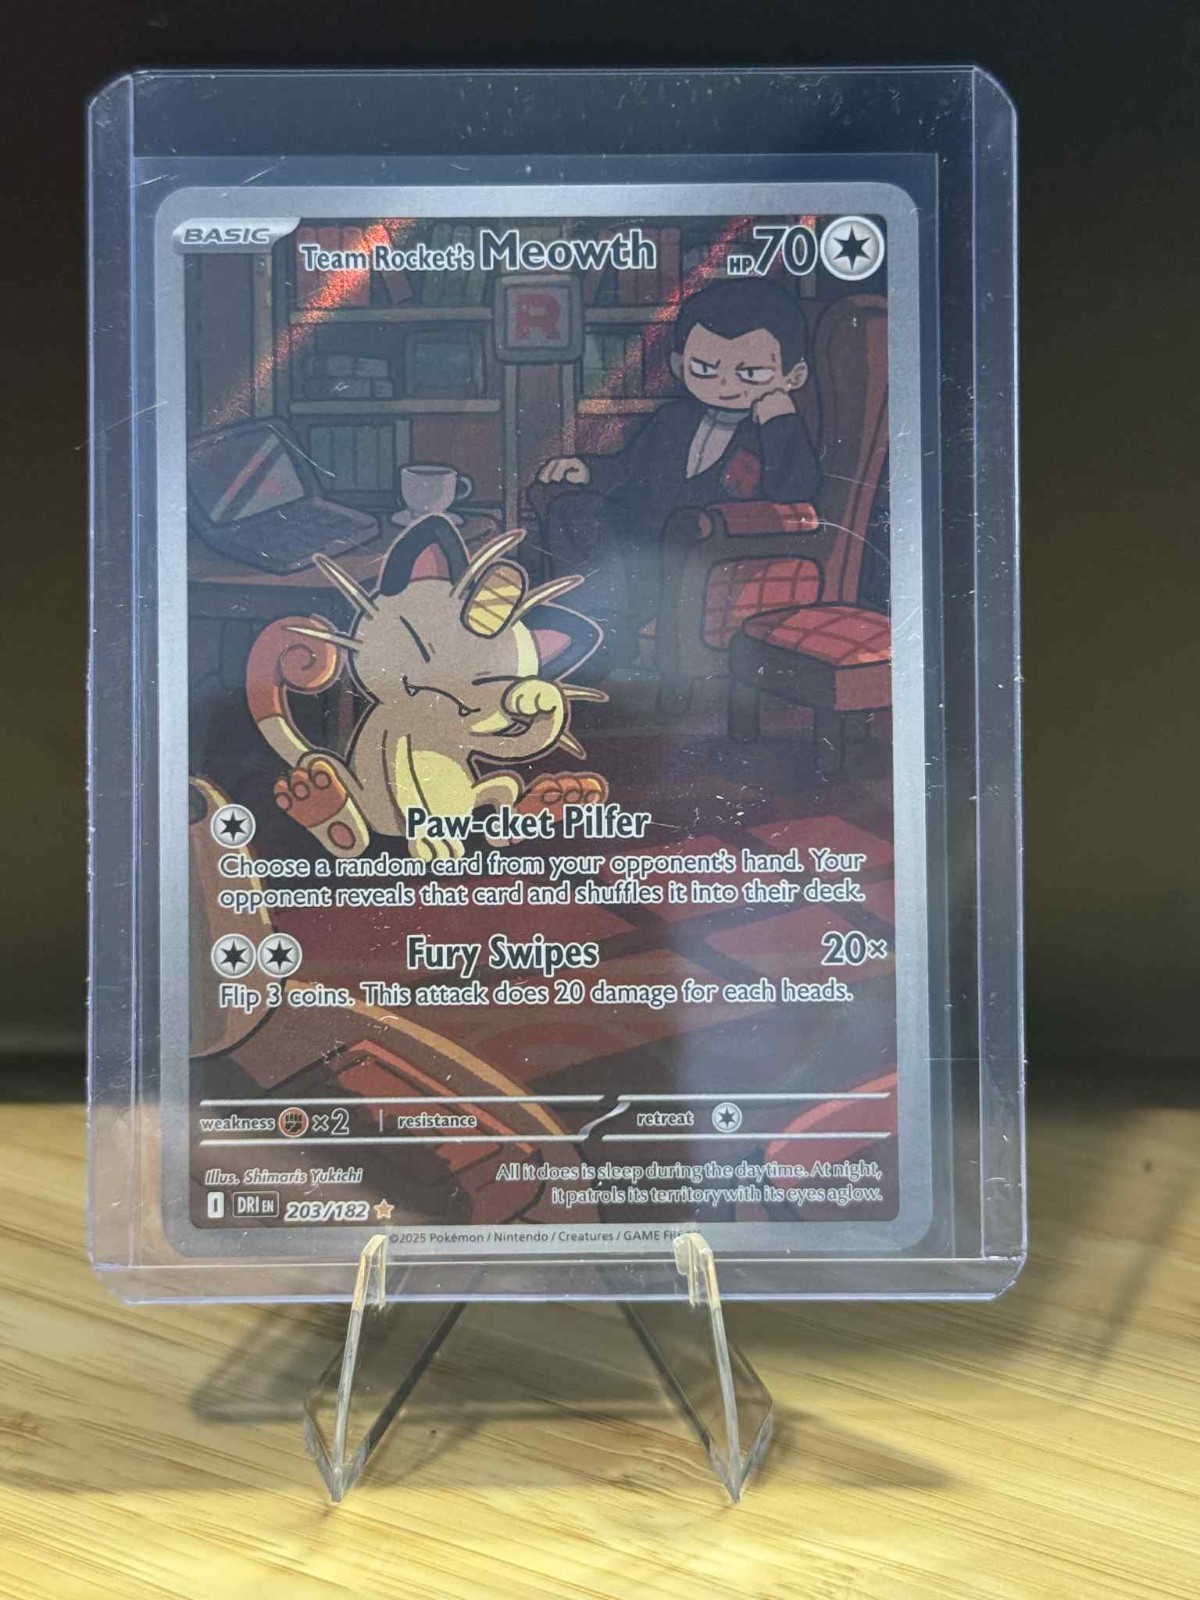 BASIC
Team Rocket's Meowth
HP 70
R
Paw-cket Pilfer
Choose a random card from your opponent's hand. Your
opponent reveals that card and shuffles it into their deck.
Fury Swipes 20×
Flip 3 coins. This attack does 20 damage for each heads.
weakness ×2 resistance retreat
Illus. Shimaris Yukichi
All it does is sleep during the daytime. At night,
it patrols its territory with its eyes aglow.
I DRI EN 203/182
©2025 Pokémon / Nintendo / Creatures / GAME